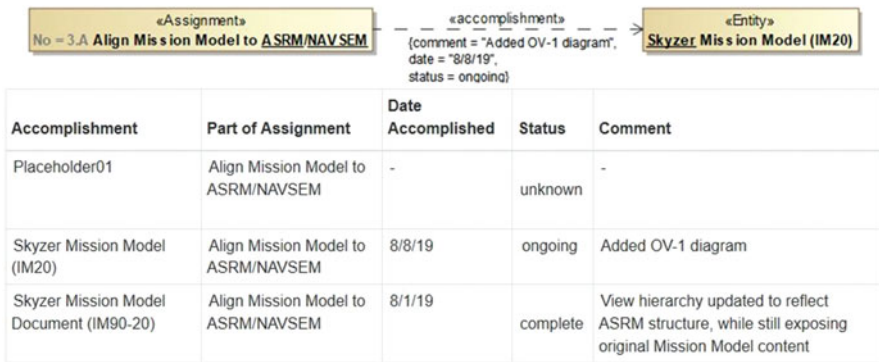 «Assignment»
No = 3.A Align Mission Model to ASRM/NAVSEM
«accomplishment»
{comment = "Added OV-1 diagram",
date = "8/8/19",
status = ongoing}
«Entity»
Skyzer Mission Model (IM20)
Accomplishment Part of Assignment Date Accomplished Status Comment
Placeholder01 Align Mission Model to ASRM/NAVSEM - unknown -
Skyzer Mission Model (IM20) Align Mission Model to ASRM/NAVSEM 8/8/19 ongoing Added OV-1 diagram
Skyzer Mission Model Document (IM90-20) Align Mission Model to ASRM/NAVSEM 8/1/19 complete View hierarchy updated to reflect ASRM structure, while still exposing original Mission Model content